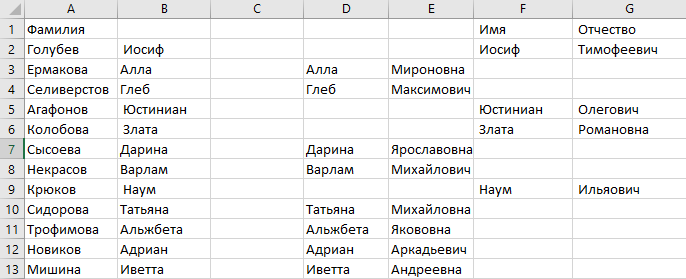 A B C D E F G
1 Фамилия Имя Отчество
2 Голубев Иосиф Иосиф Тимофеевич
3 Ермакова Алла Алла Мироновна
4 Селиверстов Глеб Глеб Максимович
5 Агафонов Юстиниан Юстиниан Олегович
6 Колобова Злата Злата Романовна
7 Сысоева Дарина Дарина Ярославовна
8 Некрасов Варлам Варлам Михайлович
9 Крюков Наум Наум Ильяович
10 Сидорова Татьяна Татьяна Михайловна
11 Трофимова Альжбета Альжбета Яковна
12 Новиков Адриан Адриан Аркадьевич
13 Мишина Иветта Иветта Андреевна